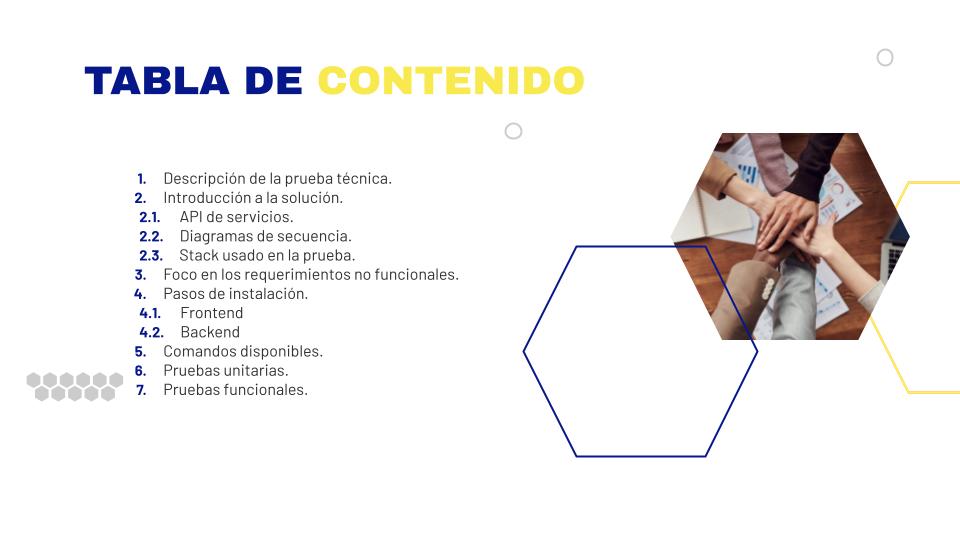 TABLA DE CONTENIDO
1. Descripción de la prueba técnica.
2. Introducción a la solución.
2.1. API de servicios.
2.2. Diagramas de secuencia.
2.3. Stack usado en la prueba.
3. Foco en los requerimientos no funcionales.
4. Pasos de instalación.
4.1. Frontend
4.2. Backend
5. Comandos disponibles.
6. Pruebas unitarias.
7. Pruebas funcionales.